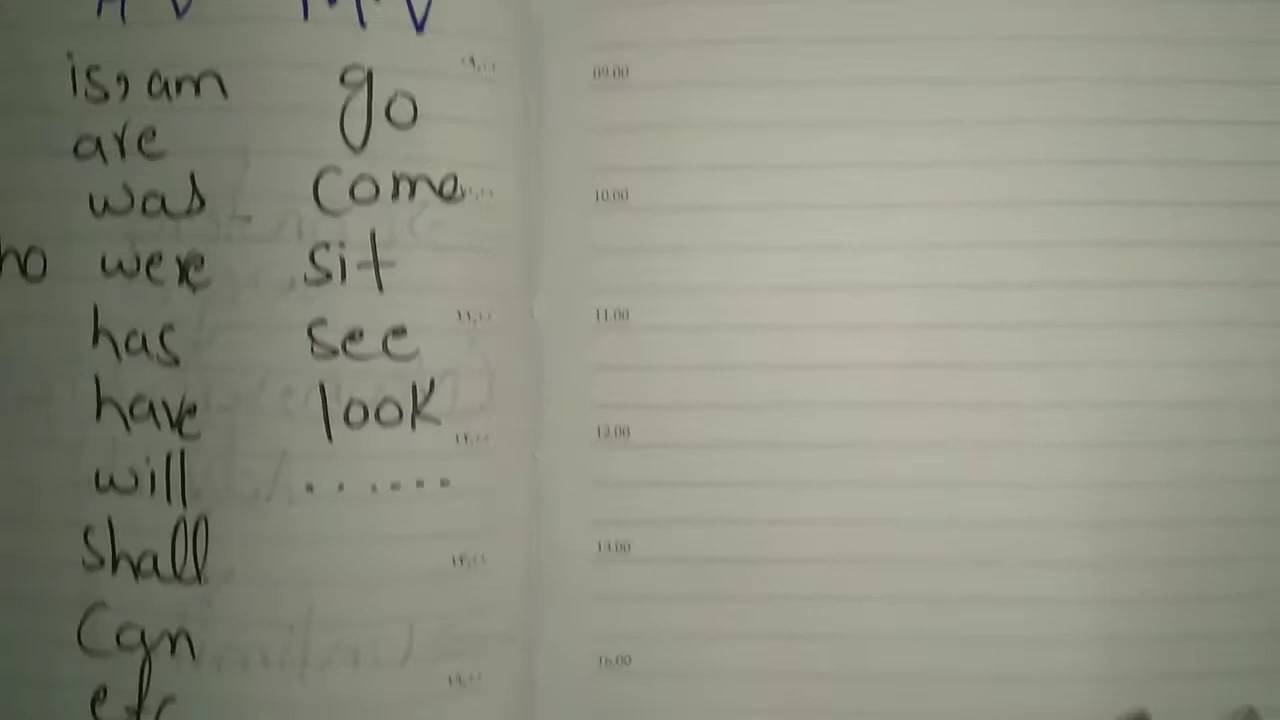 H V M.V
is, am go
are
was come
ho were sit
has see
have look
will ......
shall
Can
etc
09.00
10.00
11.00
12.00
13.00
16.00